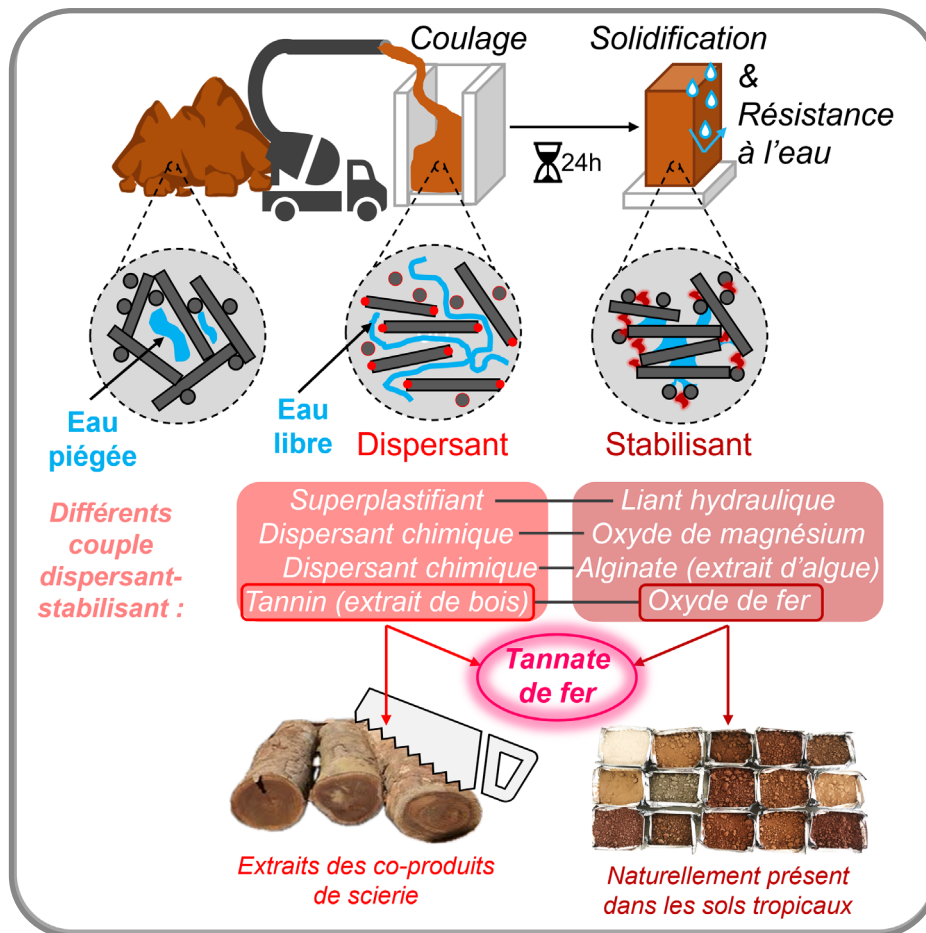 Coulage
Solidification
&
Résistance
à l'eau
24h
Eau
piégée
Eau
libre
Dispersant
Stabilisant
Différents
couple
dispersant-
stabilisant :
Superplastifiant
Liant hydraulique
Dispersant chimique
Oxyde de magnésium
Dispersant chimique
Alginate (extrait d'algue)
Tannin (extrait de bois)
Oxyde de fer
Tannate
de fer
Extraits des co-produits
de scierie
Naturellement présent
dans les sols tropicaux